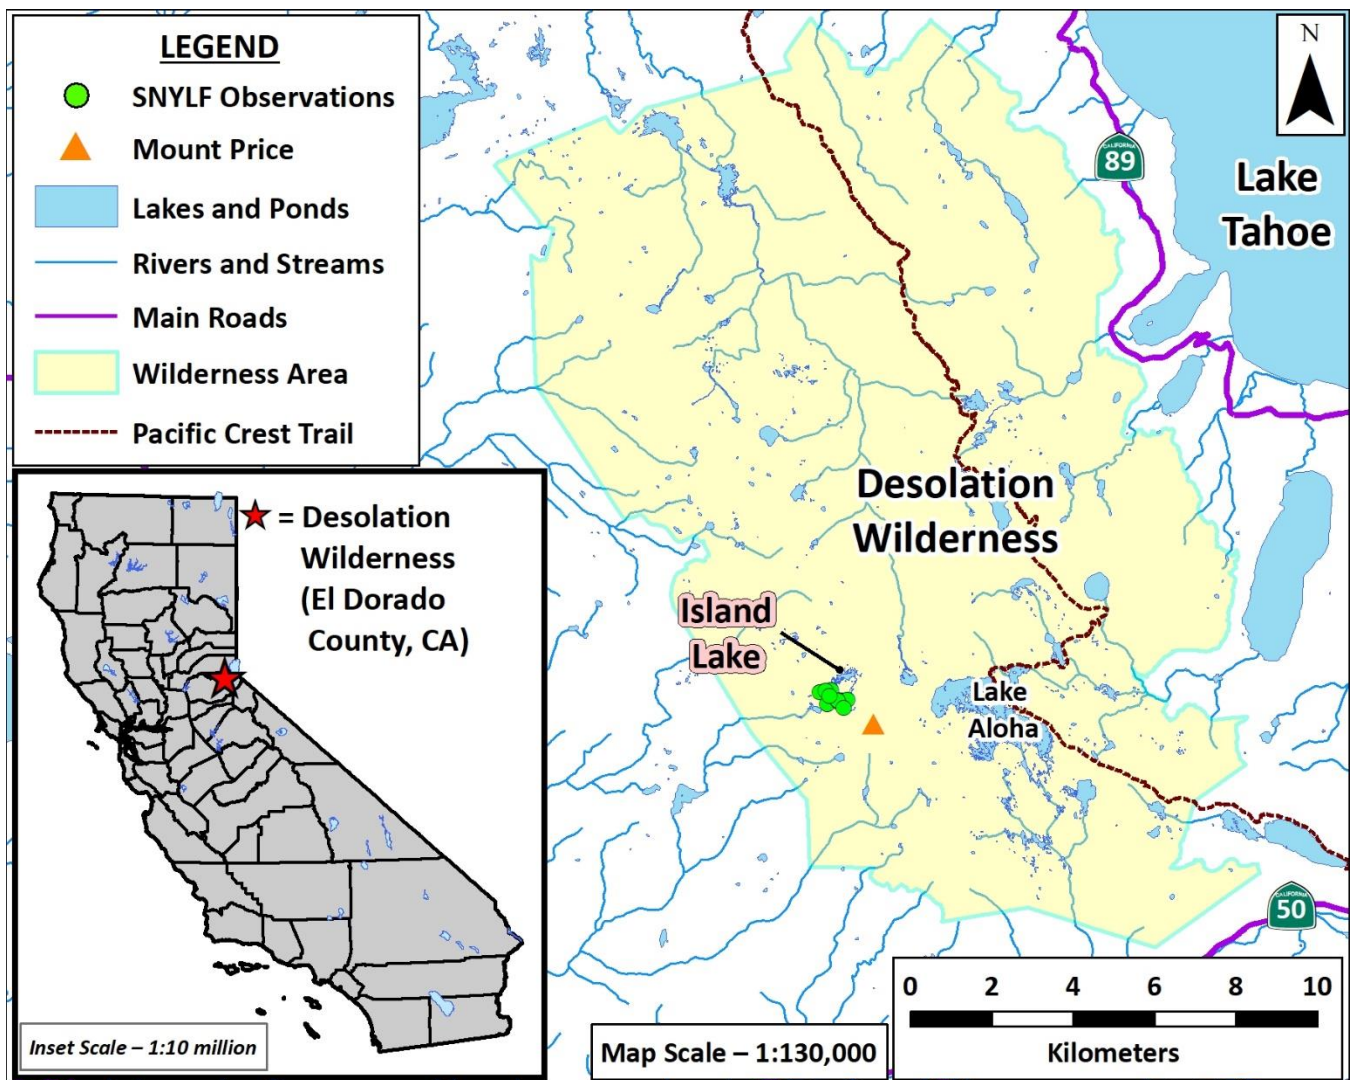 LEGEND
SNYLF Observations
Mount Price
Lakes and Ponds
Rivers and Streams
Main Roads
Wilderness Area
Pacific Crest Trail
= Desolation
Wilderness
(El Dorado
County, CA)
Inset Scale – 1:10 million
N
CALIFORNIA
89
Lake
Tahoe
Desolation
Wilderness
Island
Lake
Lake
Aloha
CALIFORNIA
50
Map Scale – 1:130,000
0 2 4 6 8 10
Kilometers